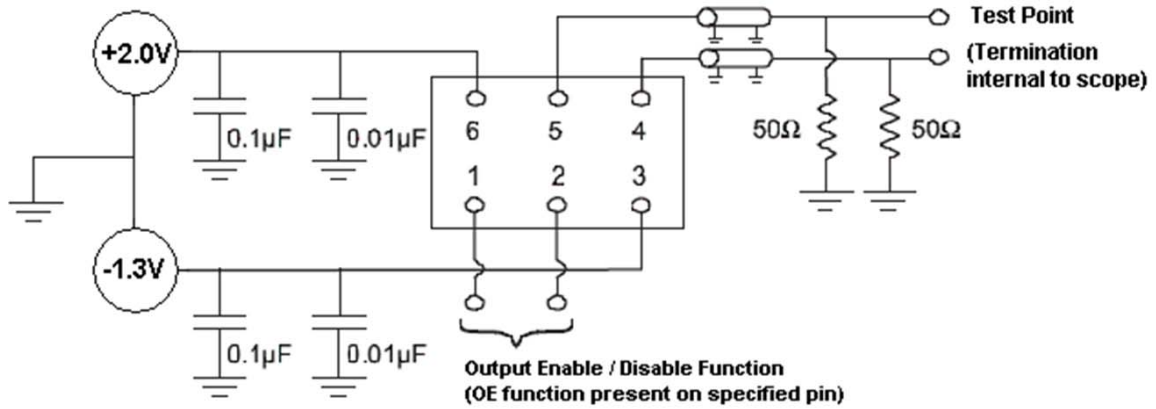 +2.0V
Test Point
(Termination
internal to scope)
0.1µF
0.01µF
6
5
4
50Ω
50Ω
1
2
3
-1.3V
0.1µF
0.01µF
Output Enable / Disable Function
(OE function present on specified pin)